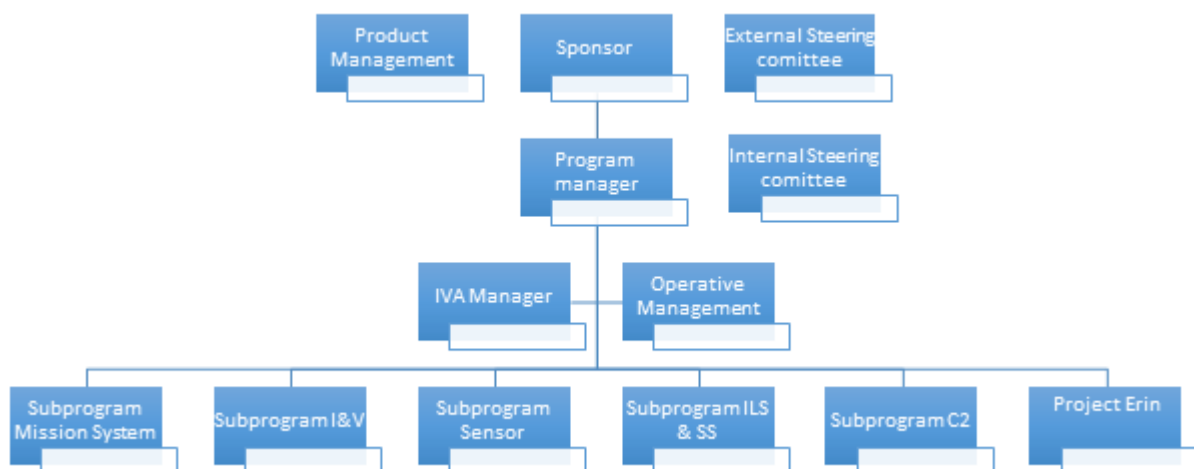 Product
Management
Sponsor
External Steering
comittee
Program
manager
Internal Steering
comittee
IVA Manager
Operative
Management
Subprogram
Mission System
Subprogram I&V
Subprogram
Sensor
Subprogram ILS
& SS
Subprogram C2
Project Erin